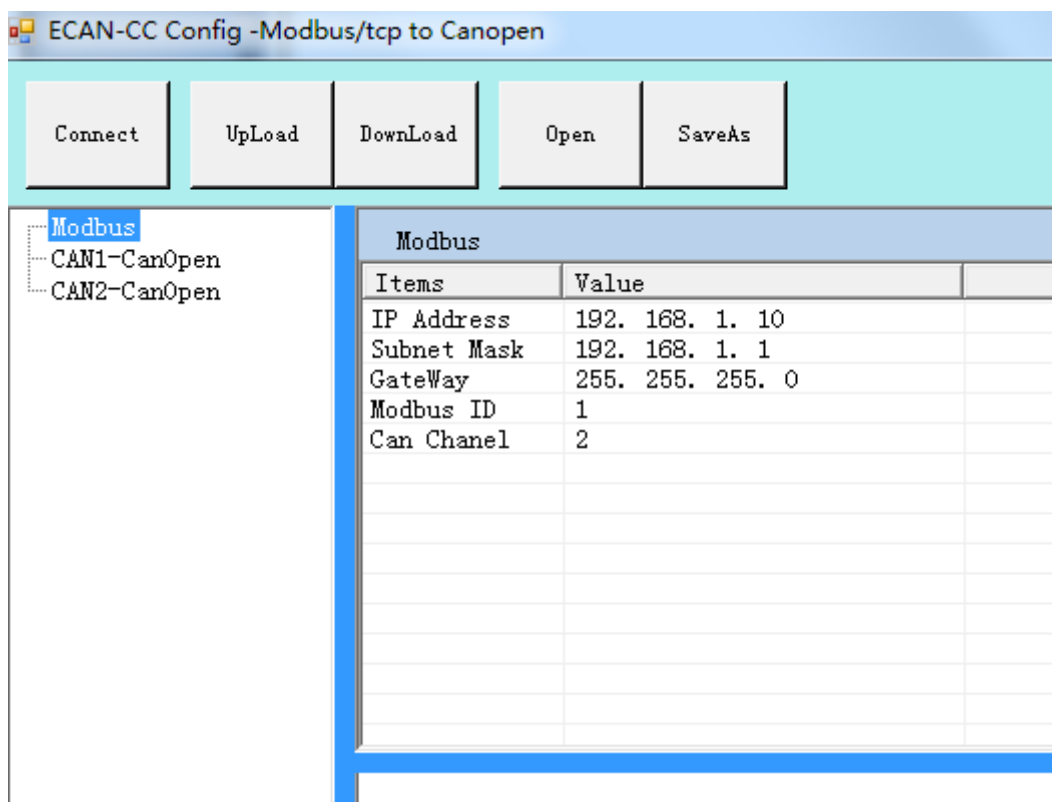 ECAN-CC Config -Modbus/tcp to Canopen
Connect UpLoad DownLoad Open SaveAs
Modbus
CAN1-CanOpen
CAN2-CanOpen
Modbus
Items Value
IP Address 192. 168. 1. 10
Subnet Mask 192. 168. 1. 1
GateWay 255. 255. 255. 0
Modbus ID 1
Can Chanel 2